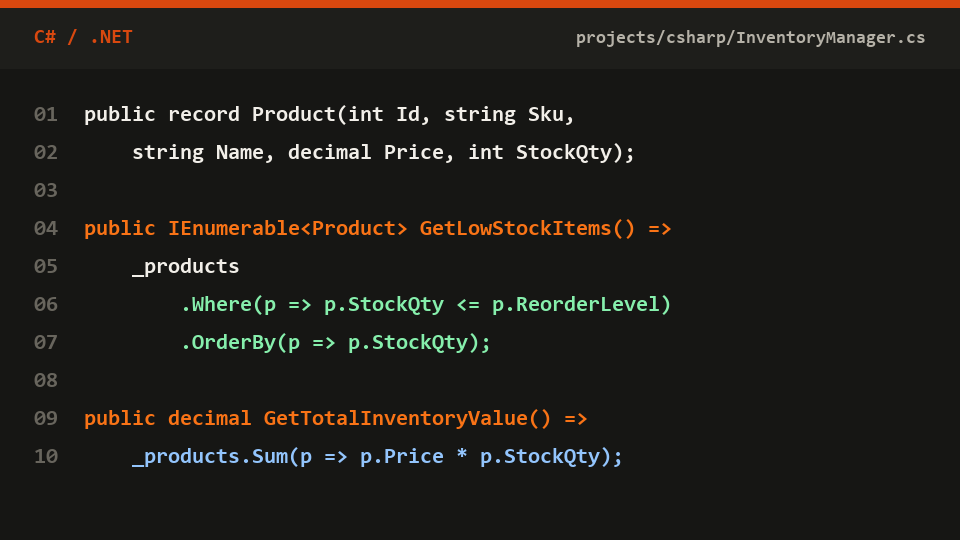 C# / .NET
projects/csharp/InventoryManager.cs
01 public record Product(int Id, string Sku,
02     string Name, decimal Price, int StockQty);
03
04 public IEnumerable<Product> GetLowStockItems() =>
05     _products
06         .Where(p => p.StockQty <= p.ReorderLevel)
07         .OrderBy(p => p.StockQty);
08
09 public decimal GetTotalInventoryValue() =>
10     _products.Sum(p => p.Price * p.StockQty);